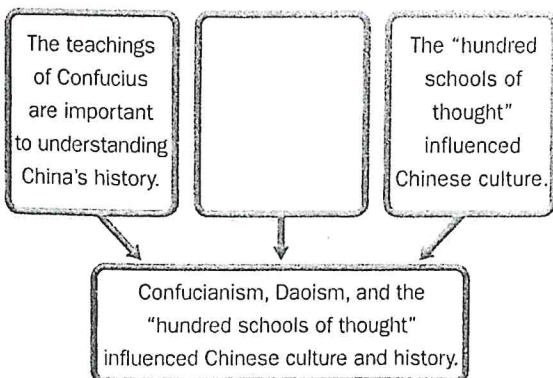 The teachings
of Confucius
are important
to understanding
China's history.
The "hundred
schools of
thought"
influenced
Chinese culture.
Confucianism, Daoism, and the
"hundred schools of thought"
influenced Chinese culture and history.